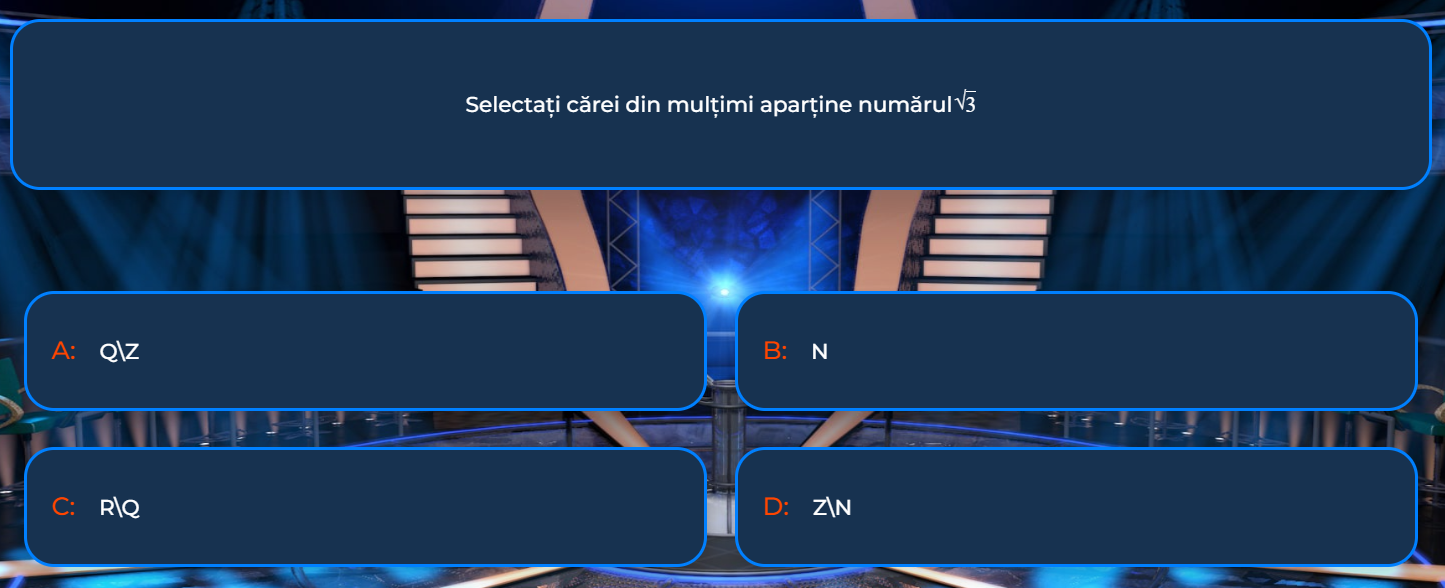 Selectați cărei din mulțimi aparține numărul √3
A: Q\Z
B: N
C: R\Q
D: Z\N